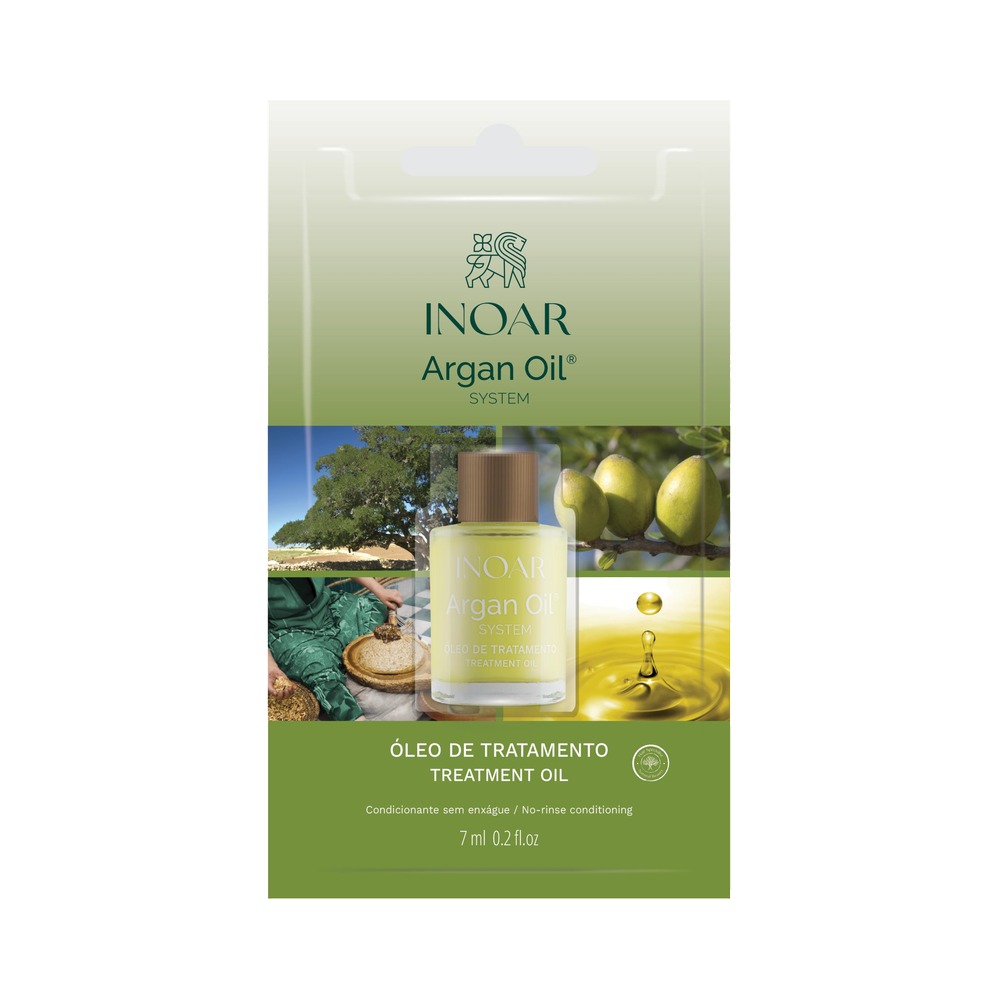 INOAR
Argan Oil®
SYSTEM
INOAR
Argan Oil®
SYSTEM
ÓLEO DE TRATAMENTO
TREATMENT OIL
ÓLEO DE TRATAMENTO
TREATMENT OIL
Condicionante sem enxágue / No-rinse conditioning
7 ml 0.2 fl.oz